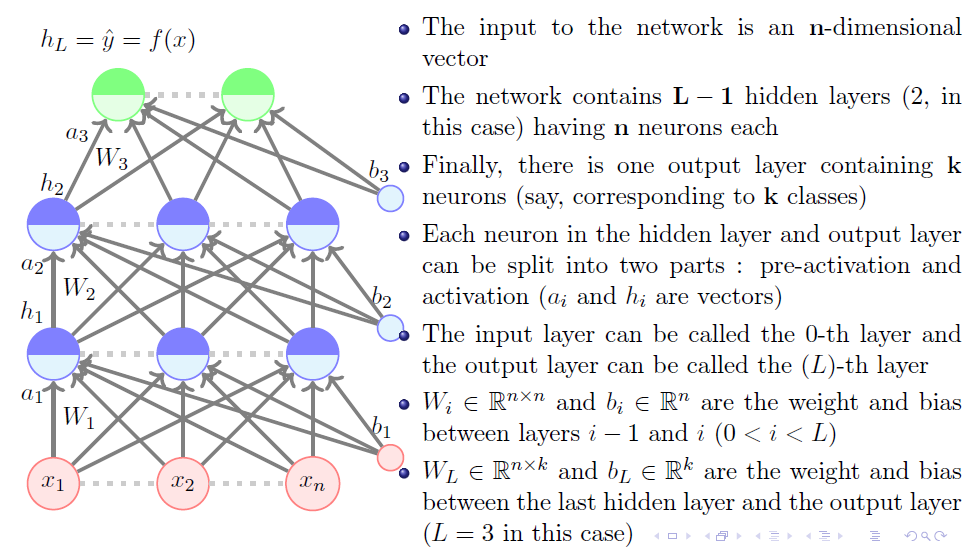 h_L = ŷ = f(x)
a_3
W_3
h_2
b_3
a_2
W_2
h_1
b_2
a_1
W_1
b_1
x_1
x_2
x_n
The input to the network is an n-dimensional
vector
The network contains L − 1 hidden layers (2, in
this case) having n neurons each
Finally, there is one output layer containing k
neurons (say, corresponding to k classes)
Each neuron in the hidden layer and output layer
can be split into two parts : pre-activation and
activation (a_i and h_i are vectors)
The input layer can be called the 0-th layer and
the output layer can be called the (L)-th layer
W_i ∈ ℝ^{n×n} and b_i ∈ ℝ^n are the weight and bias
between layers i − 1 and i (0 < i < L)
W_L ∈ ℝ^{n×k} and b_L ∈ ℝ^k are the weight and bias
between the last hidden layer and the output layer
(L = 3 in this case)